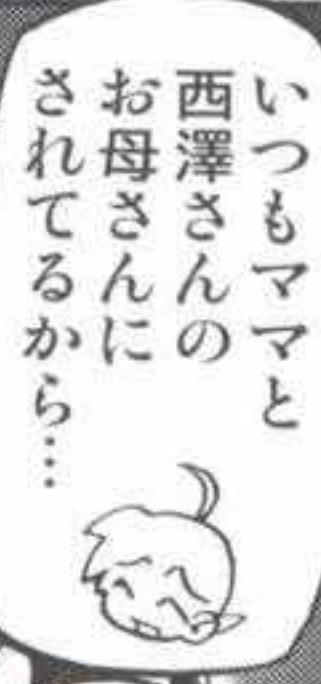 いつもママと
西澤さんの
お母さんに
されてるから…